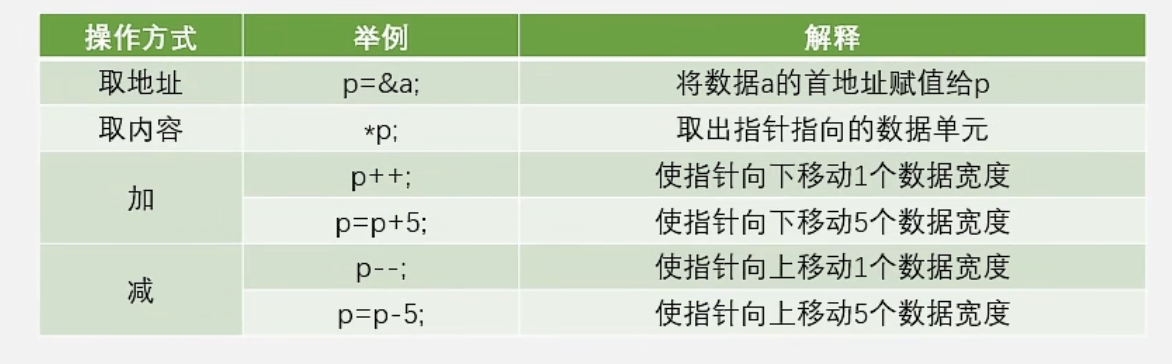 操作方式 举例 解释
取地址 p=&a; 将数据a的首地址赋值给p
取内容 *p; 取出指针指向的数据单元
加 p++; 使指针向下移动1个数据宽度
p=p+5; 使指针向下移动5个数据宽度
减 p--; 使指针向上移动1个数据宽度
p=p-5; 使指针向上移动5个数据宽度